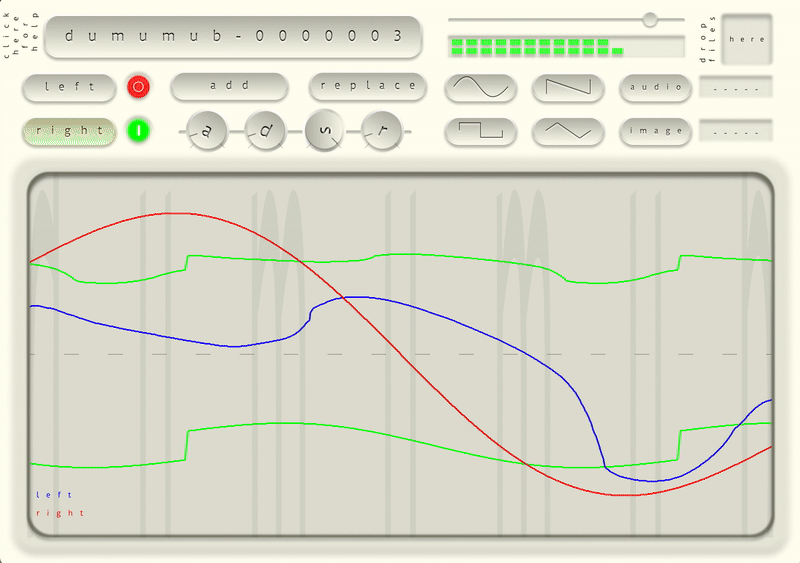 click
here
for
help
dumumub-0000003
drop
files
here
left
add
replace
audio
-----
right
a
d
s
r
image
-----
left
right